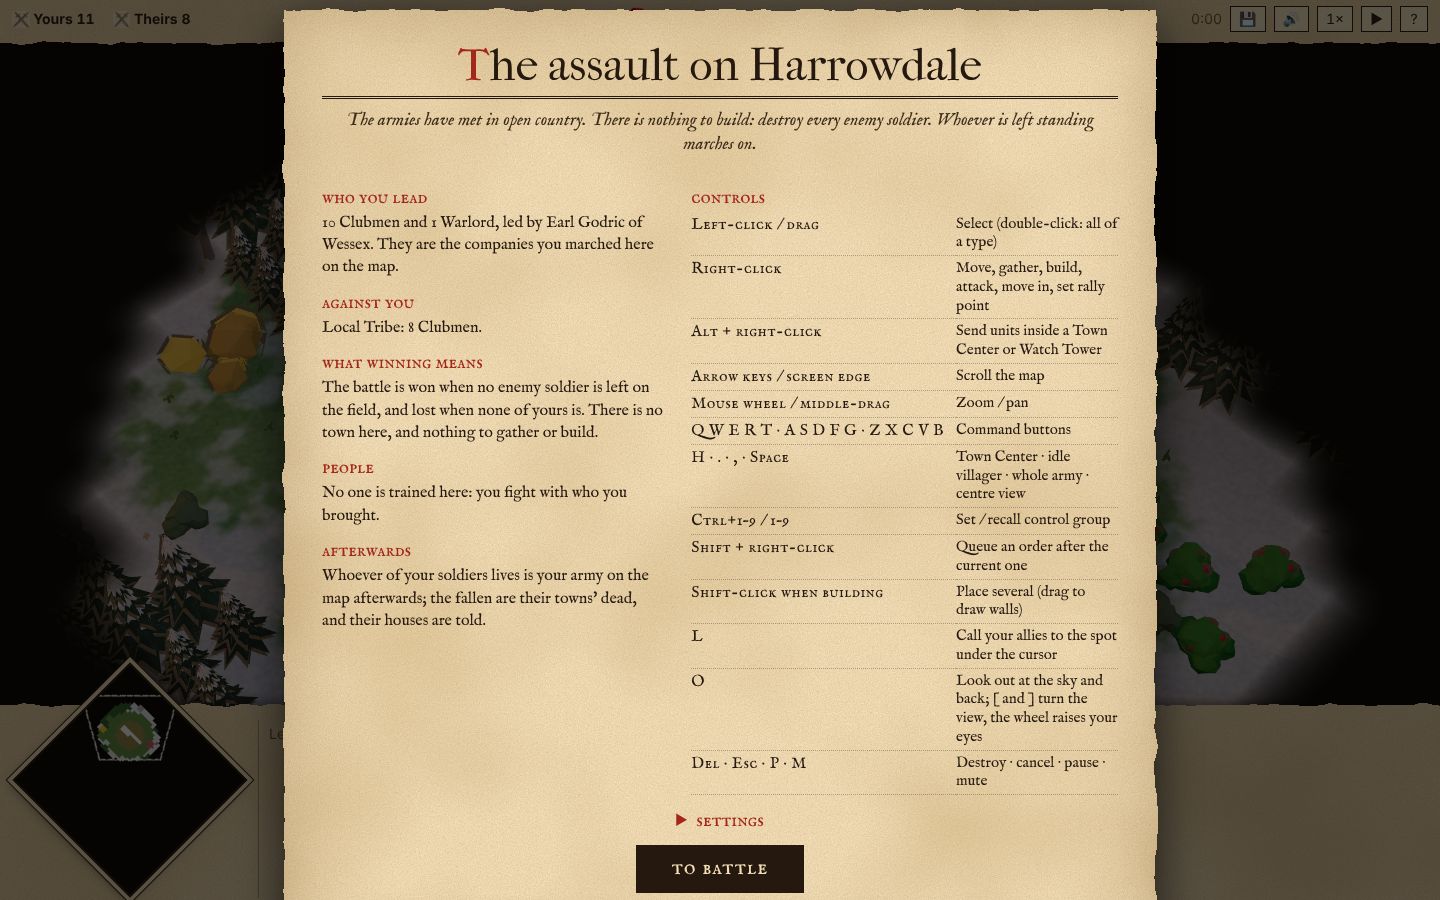 Yours 11 Theirs 8
0:00 1× ?
The assault on Harrowdale
The armies have met in open country. There is nothing to build: destroy every enemy soldier. Whoever is left standing
marches on.
WHO YOU LEAD
10 Clubmen and 1 Warlord, led by Earl Godric of
Wessex. They are the companies you marched here
on the map.
AGAINST YOU
Local Tribe: 8 Clubmen.
WHAT WINNING MEANS
The battle is won when no enemy soldier is left on
the field, and lost when none of yours is. There is no
town here, and nothing to gather or build.
PEOPLE
No one is trained here: you fight with who you
brought.
AFTERWARDS
Whoever of your soldiers lives is your army on the
map afterwards; the fallen are their towns’ dead,
and their houses are told.
CONTROLS
Left-click / drag Select (double-click: all of
a type)
Right-click Move, gather, build,
attack, move in, set rally
point
Alt + right-click Send units inside a Town
Center or Watch Tower
Arrow keys / screen edge Scroll the map
Mouse wheel / middle-drag Zoom / pan
Q W E R T · A S D F G · Z X C V B Command buttons
H · . · , · Space Town Center · idle
villager · whole army ·
centre view
Ctrl+1-9 / 1-9 Set / recall control group
Shift + right-click Queue an order after the
current one
Shift-click when building Place several (drag to
draw walls)
L Call your allies to the spot
under the cursor
O Look out at the sky and
back; [ and ] turn the
view, the wheel raises your
eyes
Del · Esc · P · M Destroy · cancel · pause ·
mute
SETTINGS
TO BATTLE